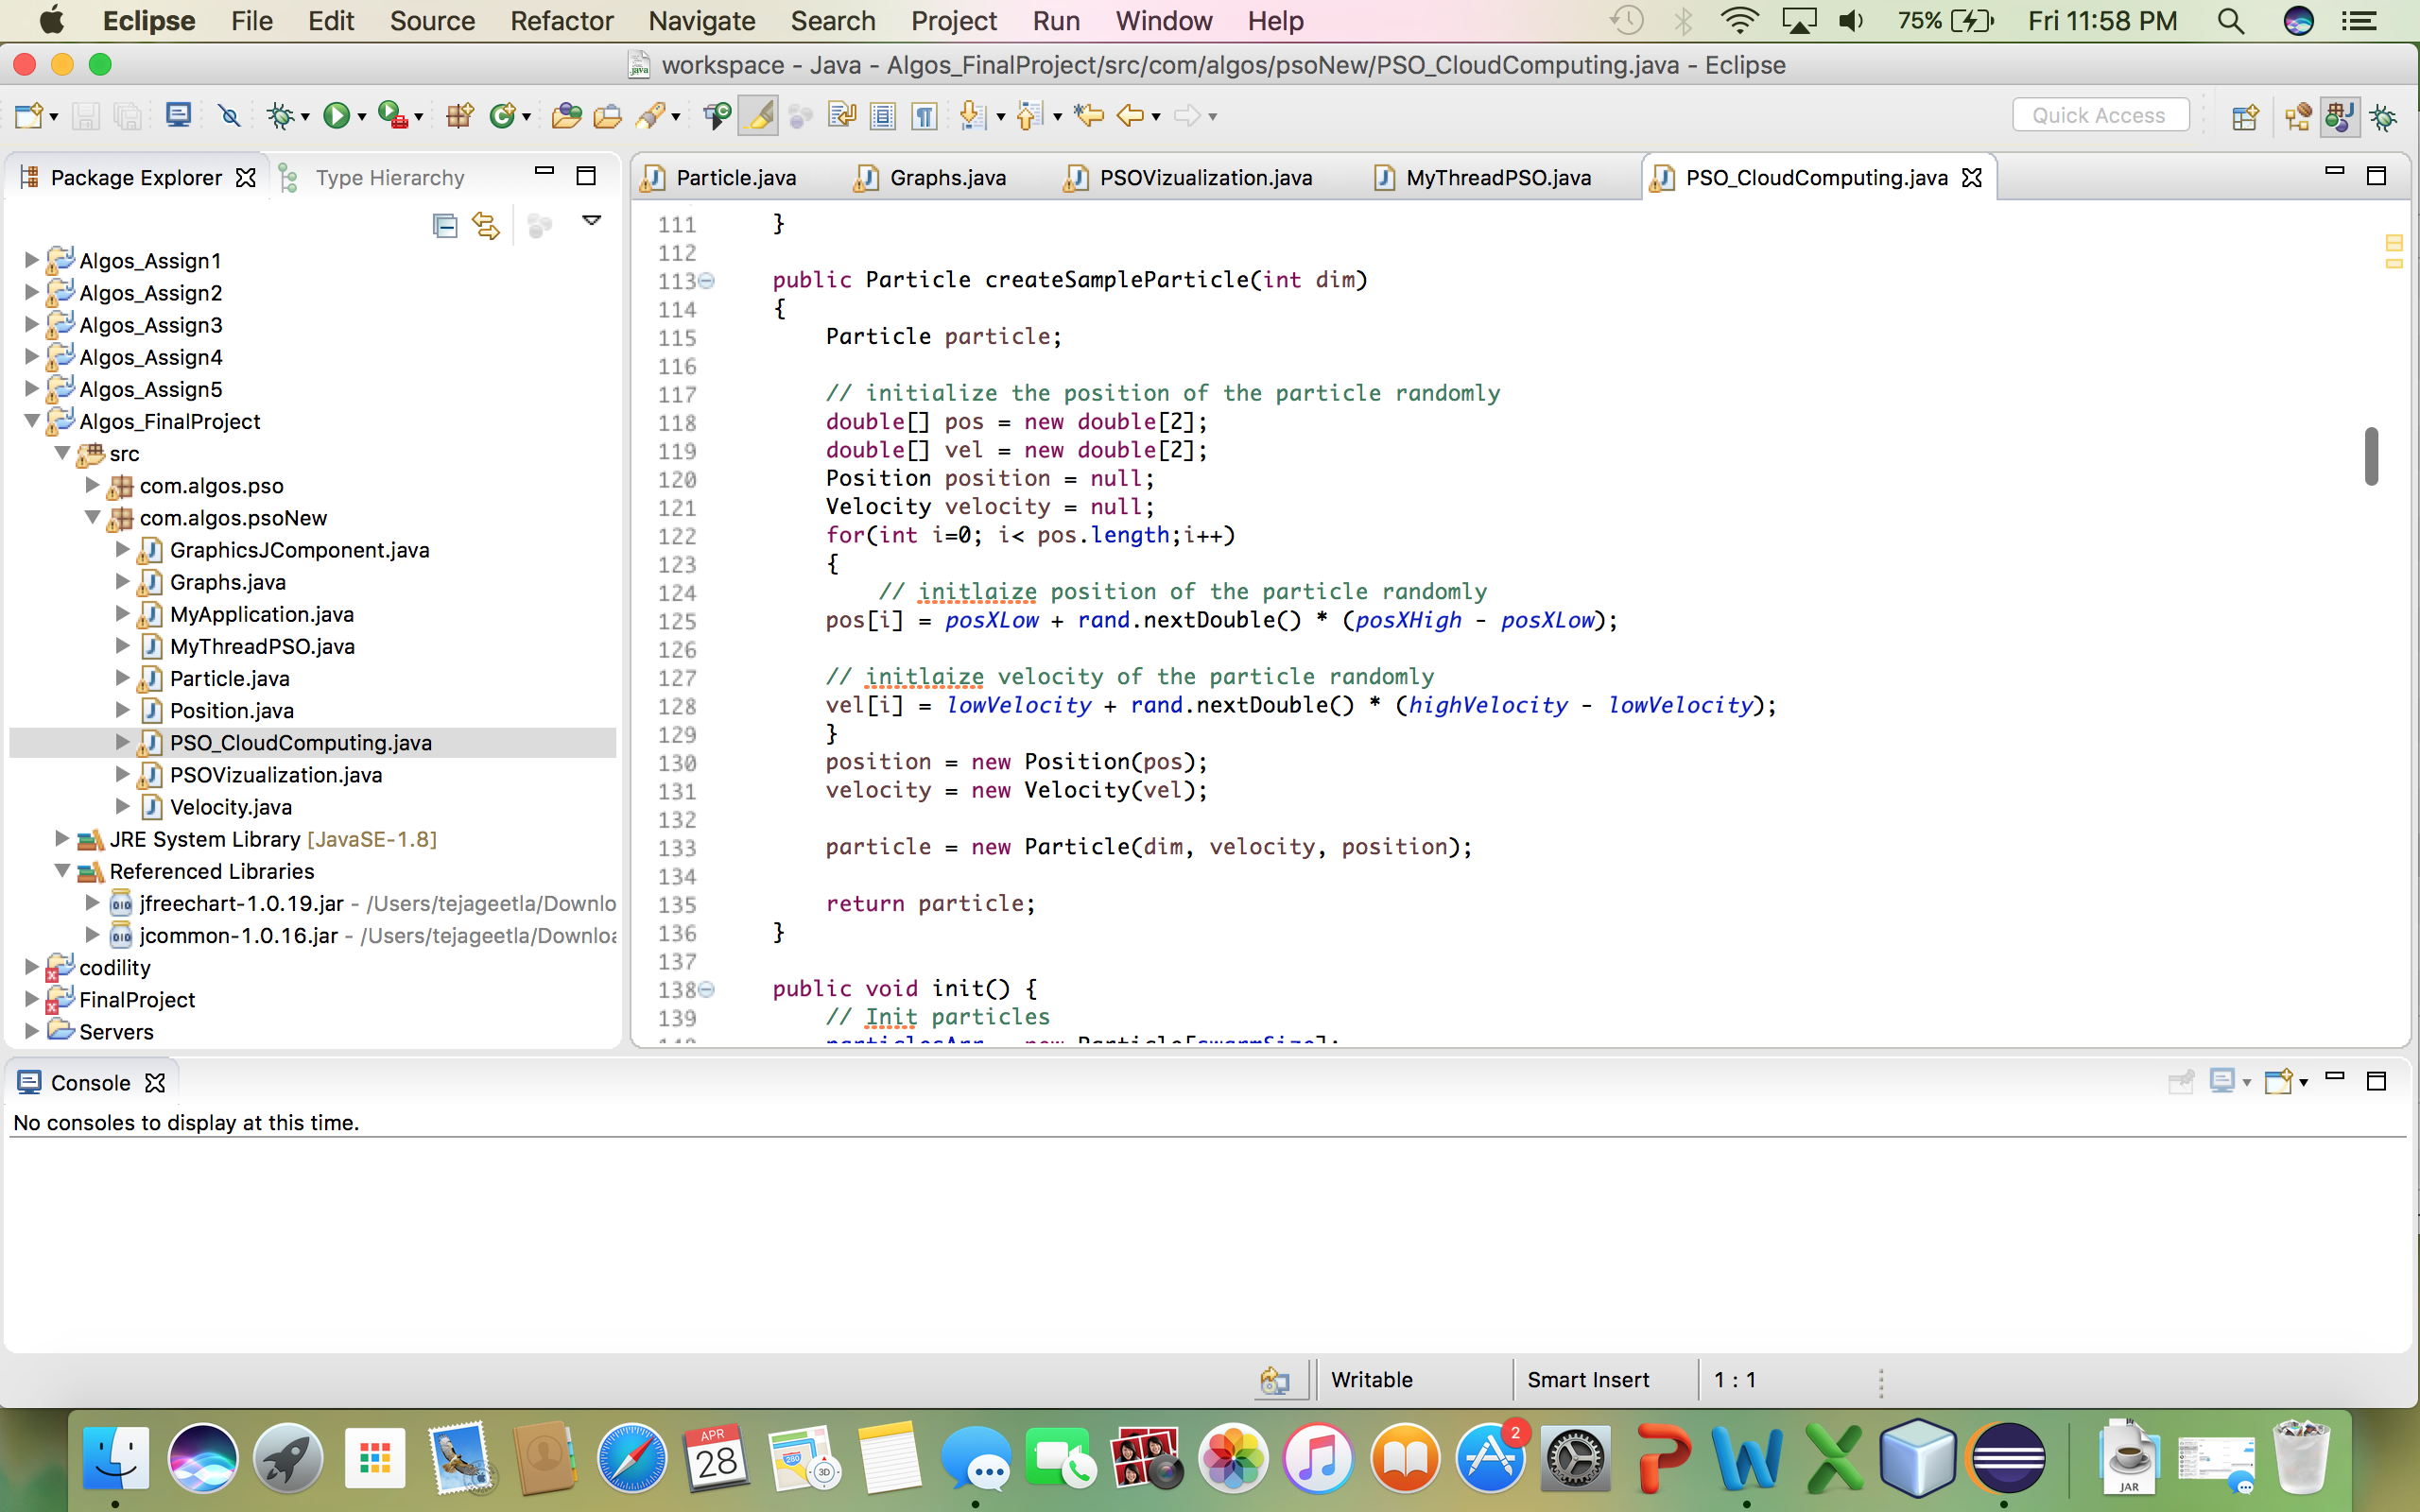 Eclipse File Edit Source Refactor Navigate Search Project Run Window Help 75% Fri 11:58 PM
workspace - Java - Algos_FinalProject/src/com/algos/psoNew/PSO_CloudComputing.java - Eclipse
Quick Access
Package Explorer Type Hierarchy
Algos_Assign1
Algos_Assign2
Algos_Assign3
Algos_Assign4
Algos_Assign5
Algos_FinalProject
src
com.algos.pso
com.algos.psoNew
GraphicsJComponent.java
Graphs.java
MyApplication.java
MyThreadPSO.java
Particle.java
Position.java
PSO_CloudComputing.java
PSOVizualization.java
Velocity.java
JRE System Library [JavaSE-1.8]
Referenced Libraries
jfreechart-1.0.19.jar - /Users/tejageetla/Downlo
jcommon-1.0.16.jar - /Users/tejageetla/Downloa
codility
FinalProject
Servers
Particle.java Graphs.java PSOVizualization.java MyThreadPSO.java PSO_CloudComputing.java
111 }
112
113 public Particle createSampleParticle(int dim)
114 {
115 Particle particle;
116
117 // initialize the position of the particle randomly
118 double[] pos = new double[2];
119 double[] vel = new double[2];
120 Position position = null;
121 Velocity velocity = null;
122 for(int i=0; i< pos.length;i++)
123 {
124 // initlaize position of the particle randomly
125 pos[i] = posXLow + rand.nextDouble() * (posXHigh - posXLow);
126
127 // initlaize velocity of the particle randomly
128 vel[i] = lowVelocity + rand.nextDouble() * (highVelocity - lowVelocity);
129 }
130 position = new Position(pos);
131 velocity = new Velocity(vel);
132
133 particle = new Particle(dim, velocity, position);
134
135 return particle;
136 }
137
138 public void init() {
139 // Init particles
140 particlesArr = new Particle[swarmSize];
Console
No consoles to display at this time.
Writable Smart Insert 1 : 1
APR
28
280
3D
2
JAR